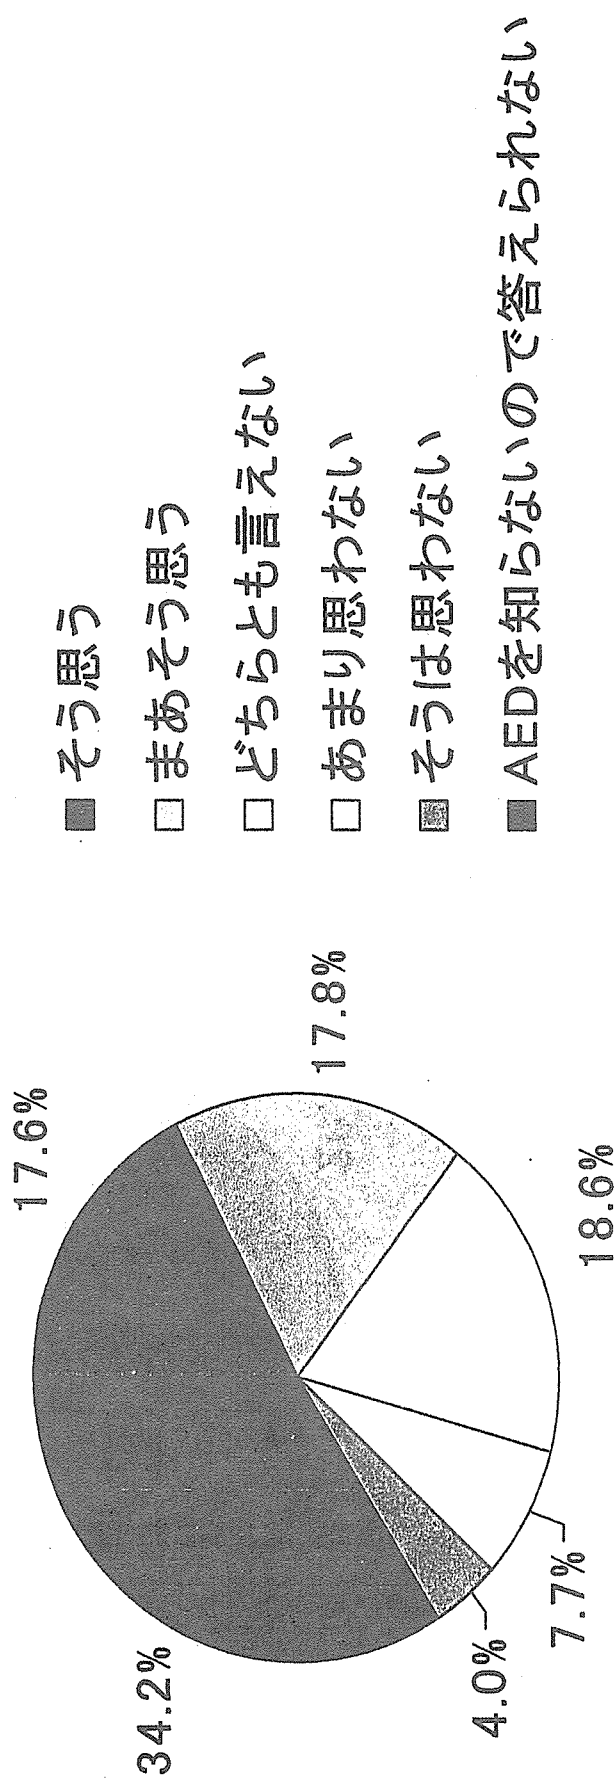 17.6%
17.8%
18.6%
7.7%
4.0%
34.2%
そう思う
まあそう思う
どちらとも言えない
あまり思わない
そうは思わない
AEDを知らないので答えられない